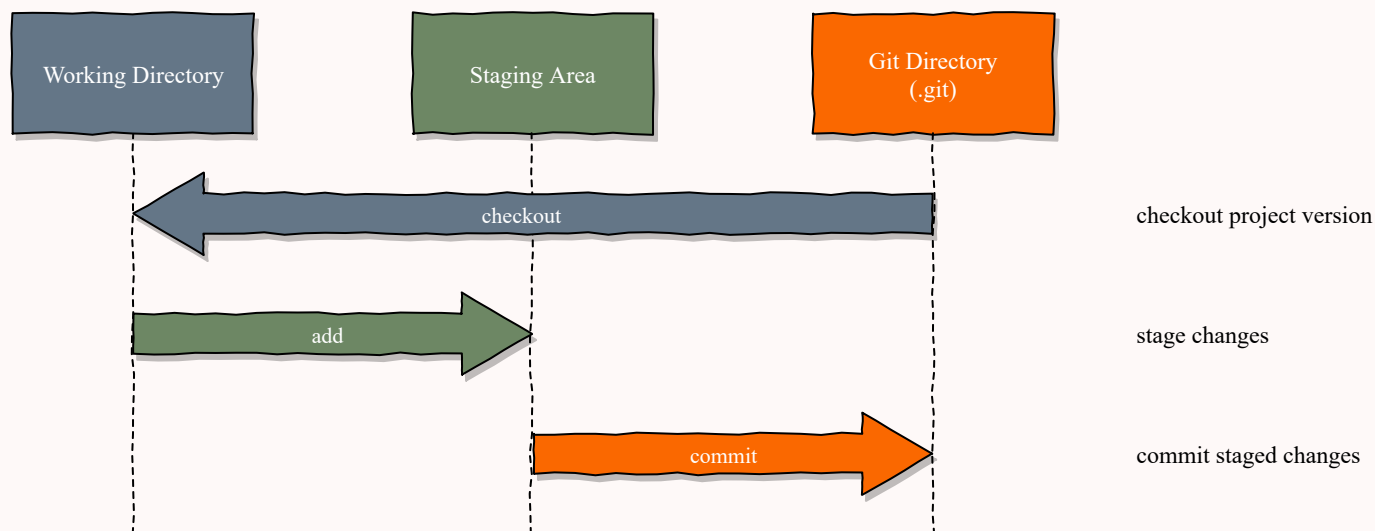 Working Directory
Staging Area
Git Directory
(.git)
checkout
checkout project version
add
stage changes
commit
commit staged changes